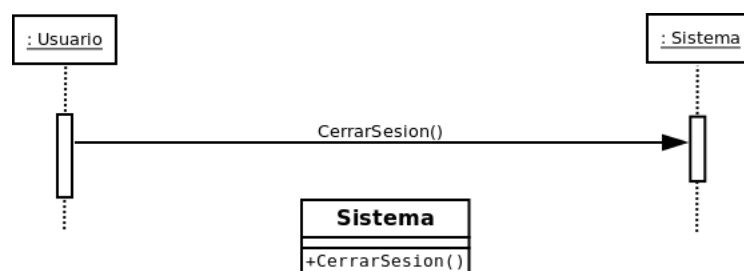 : Usuario
: Sistema
CerrarSesion()
Sistema
+CerrarSesion()